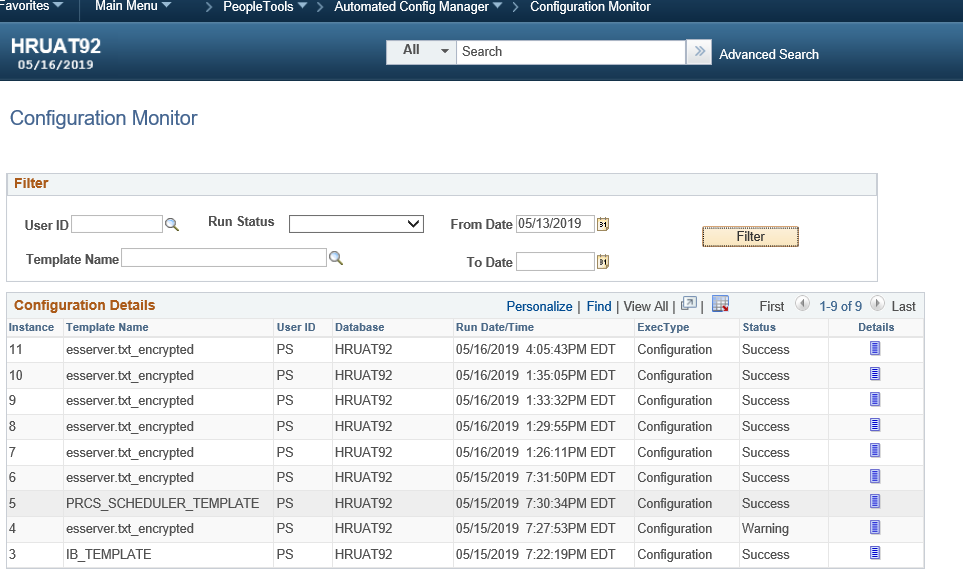 Favorites Main Menu > PeopleTools > Automated Config Manager > Configuration Monitor
HRUAT92
05/16/2019
All Search » Advanced Search
Configuration Monitor
Filter
User ID Run Status From Date 05/13/2019 31 Filter
Template Name To Date 31
Configuration Details Personalize | Find | View All | | First 1-9 of 9 Last
Instance Template Name User ID Database Run Date/Time ExecType Status Details
11 esserver.txt_encrypted PS HRUAT92 05/16/2019 4:05:43PM EDT Configuration Success
10 esserver.txt_encrypted PS HRUAT92 05/16/2019 1:35:05PM EDT Configuration Success
9 esserver.txt_encrypted PS HRUAT92 05/16/2019 1:33:32PM EDT Configuration Success
8 esserver.txt_encrypted PS HRUAT92 05/16/2019 1:29:55PM EDT Configuration Success
7 esserver.txt_encrypted PS HRUAT92 05/16/2019 1:26:11PM EDT Configuration Success
6 esserver.txt_encrypted PS HRUAT92 05/15/2019 7:31:50PM EDT Configuration Success
5 PRCS_SCHEDULER_TEMPLATE PS HRUAT92 05/15/2019 7:30:34PM EDT Configuration Success
4 esserver.txt_encrypted PS HRUAT92 05/15/2019 7:27:53PM EDT Configuration Warning
3 IB_TEMPLATE PS HRUAT92 05/15/2019 7:22:19PM EDT Configuration Success